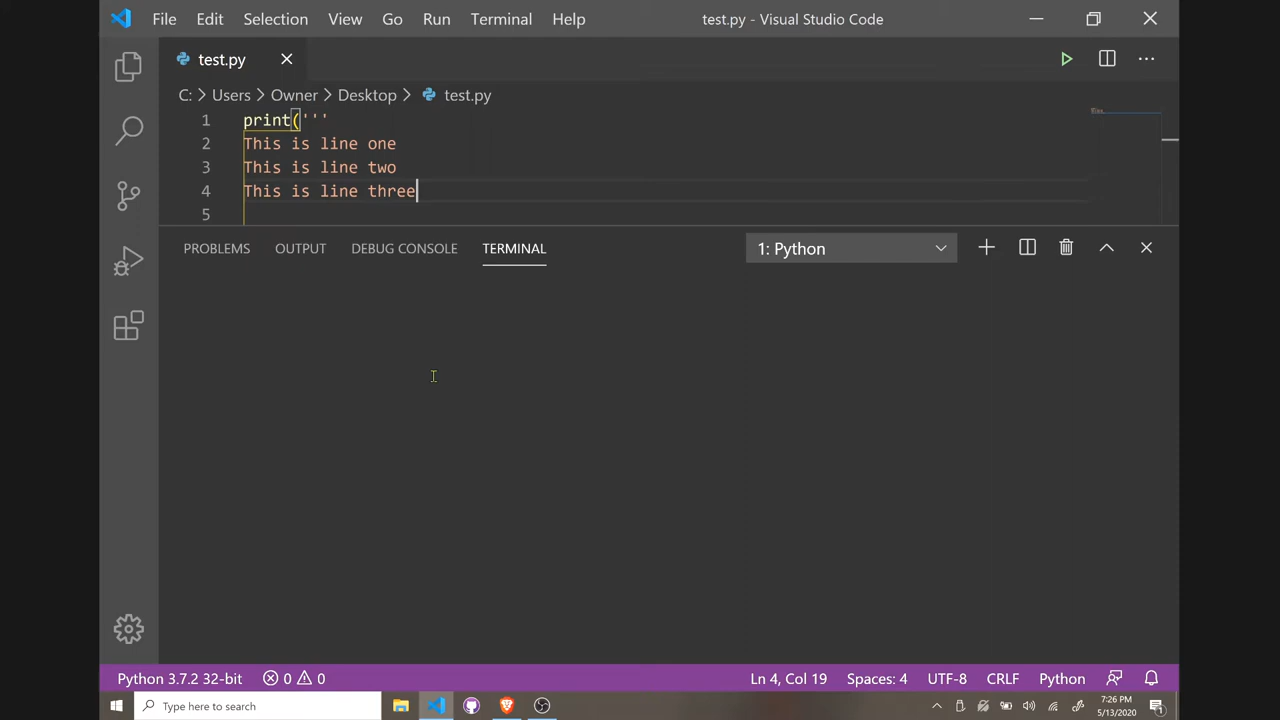 File Edit Selection View Go Run Terminal Help test.py - Visual Studio Code
test.py
C: > Users > Owner > Desktop > test.py
1 print('''
2 This is line one
3 This is line two
4 This is line three
5
PROBLEMS OUTPUT DEBUG CONSOLE TERMINAL 1: Python
Python 3.7.2 32-bit 0 0 Ln 4, Col 19 Spaces: 4 UTF-8 CRLF Python
Type here to search 7:26 PM
5/13/2020 1